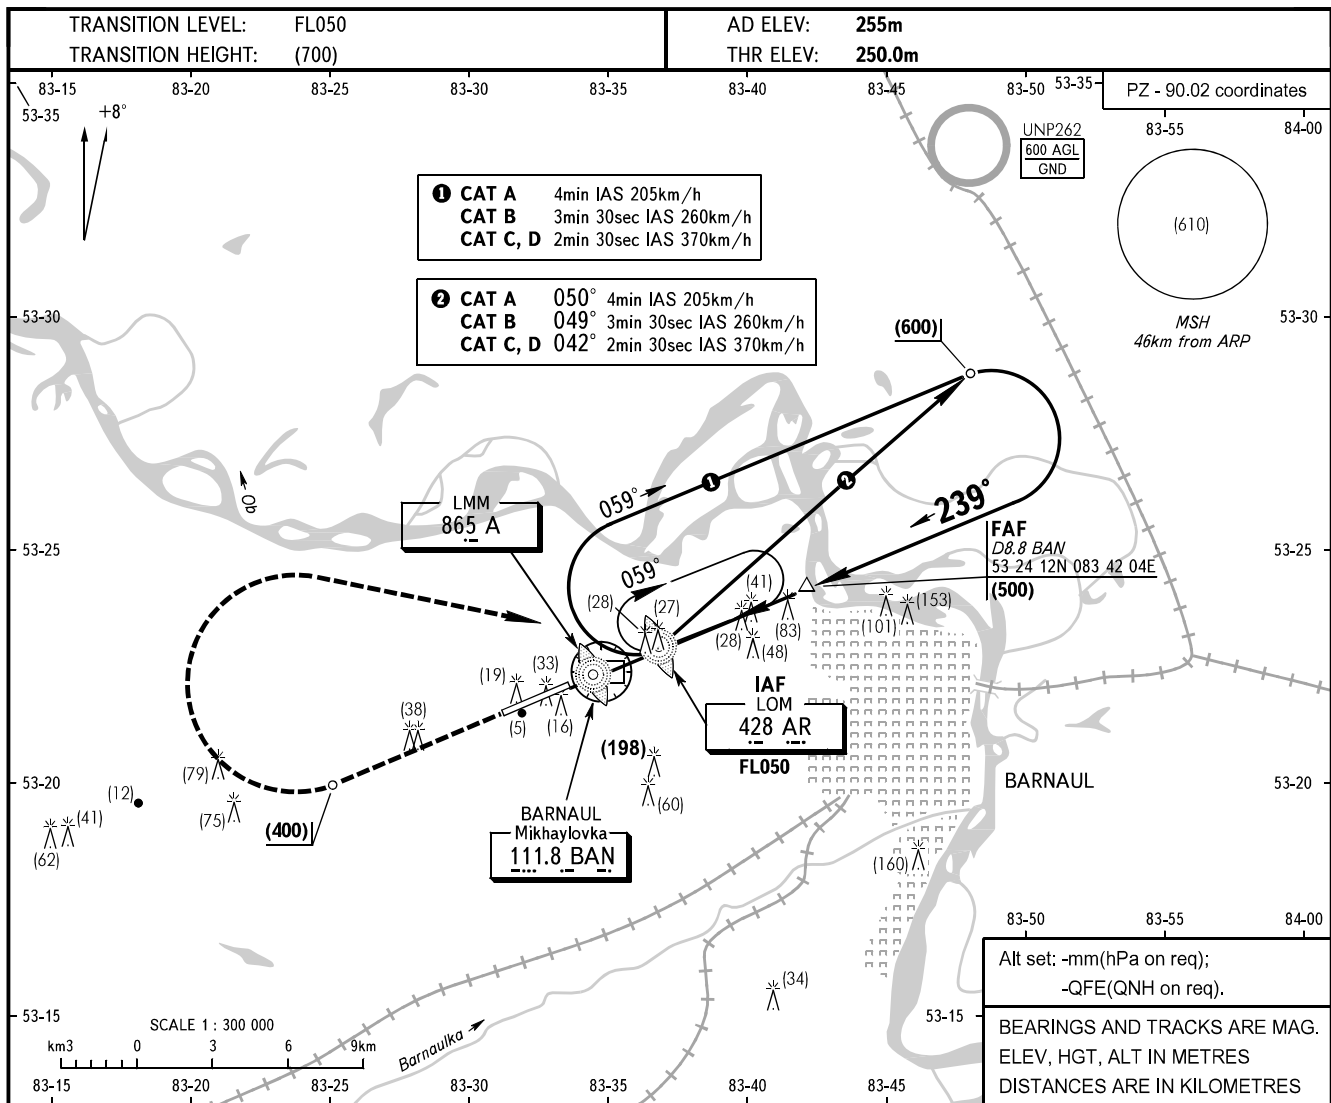 TRANSITION LEVEL: FL050
TRANSITION HEIGHT: (700)
AD ELEV: 255m
THR ELEV: 250.0m
83-15 83-20 83-25 83-30 83-35 83-40 83-45 83-50 53-35
PZ - 90.02 coordinates
53-35
+8°
83-55 84-00
UNP262
600 AGL
GND
❶ CAT A 4min IAS 205km/h
CAT B 3min 30sec IAS 260km/h
CAT C, D 2min 30sec IAS 370km/h
(610)
MSH
46km from ARP
❷ CAT A 050° 4min IAS 205km/h
CAT B 049° 3min 30sec IAS 260km/h
CAT C, D 042° 2min 30sec IAS 370km/h
53-30
53-30
(600)
Ob
LMM
865 A
059°
1
2
239°
FAF
D8.8 BAN
53 24 12N 083 42 04E
(500)
53-25
53-25
059°
(28)
(27)
(41)
(28)
(83)
(48)
(101)
(153)
(19)
(33)
(5)
(16)
(38)
IAF
LOM
428 AR
FL050
(198)
(60)
(79)
(12)
(75)
(41)
(62)
(400)
53-20
53-20
BARNAUL
BARNAUL
Mikhaylovka
111.8 BAN
(160)
83-50 83-55 84-00
(34)
Alt set: -mm(hPa on req);
-QFE(QNH on req).
53-15
53-15
BEARINGS AND TRACKS ARE MAG.
ELEV, HGT, ALT IN METRES
DISTANCES ARE IN KILOMETRES
SCALE 1 : 300 000
km3 0 3 6 9km
Barnaulka
83-15 83-20 83-25 83-30 83-35 83-40 83-45